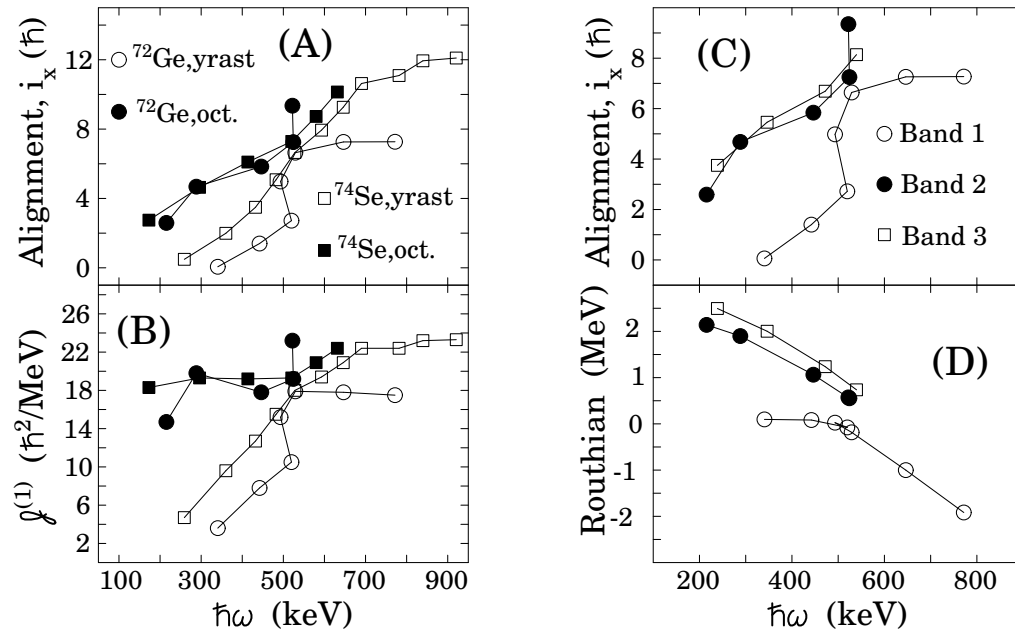 Alignment, iₓ (ℏ)
12
8
4
0
(A)
⁷²Ge,yrast
⁷²Ge,oct.
⁷⁴Se,yrast
⁷⁴Se,oct.
𝒥⁽¹⁾ (ℏ²/MeV)
26
22
18
14
10
6
2
(B)
100 300 500 700 900
ℏω (keV)
Alignment, iₓ (ℏ)
8
6
4
2
0
(C)
Band 1
Band 2
Band 3
Routhian (MeV)
2
1
0
-1
-2
(D)
200 400 600 800
ℏω (keV)